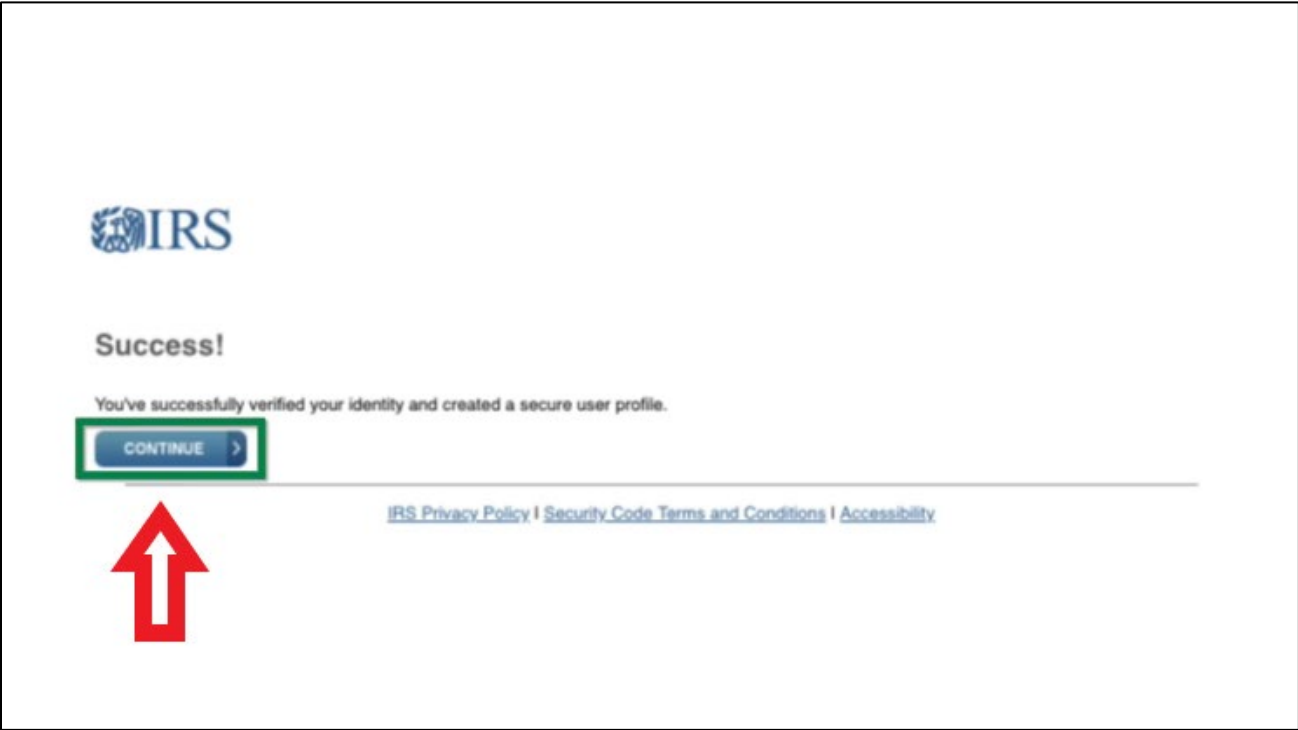 IRS
Success!
You've successfully verified your identity and created a secure user profile.
CONTINUE >
IRS Privacy Policy | Security Code Terms and Conditions | Accessibility